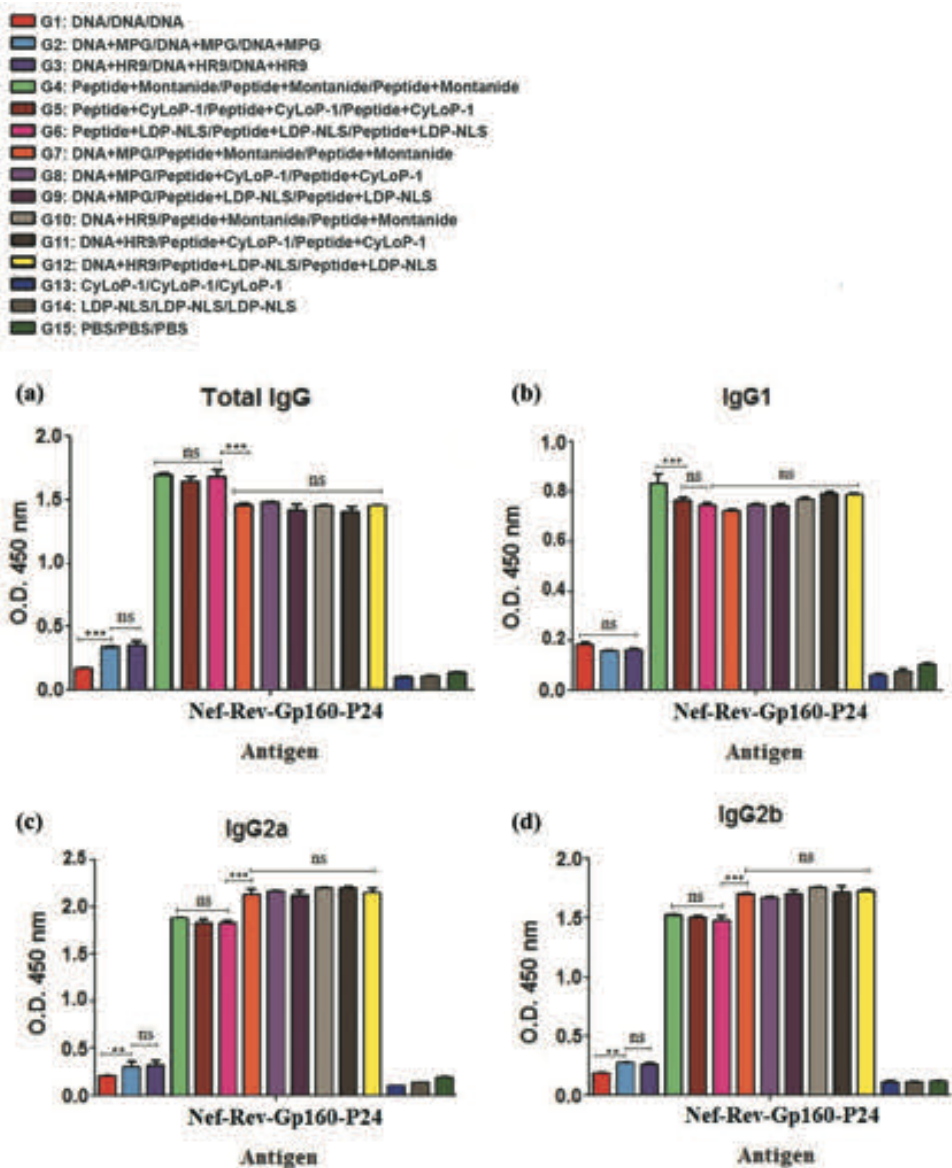 G1: DNA/DNA/DNA
G2: DNA+MPG/DNA+MPG/DNA+MPG
G3: DNA+HR9/DNA+HR9/DNA+HR9
G4: Peptide+Montanide/Peptide+Montanide/Peptide+Montanide
G5: Peptide+CyLoP-1/Peptide+CyLoP-1/Peptide+CyLoP-1
G6: Peptide+LDP-NLS/Peptide+LDP-NLS/Peptide+LDP-NLS
G7: DNA+MPG/Peptide+Montanide/Peptide+Montanide
G8: DNA+MPG/Peptide+CyLoP-1/Peptide+CyLoP-1
G9: DNA+MPG/Peptide+LDP-NLS/Peptide+LDP-NLS
G10: DNA+HR9/Peptide+Montanide/Peptide+Montanide
G11: DNA+HR9/Peptide+CyLoP-1/Peptide+CyLoP-1
G12: DNA+HR9/Peptide+LDP-NLS/Peptide+LDP-NLS
G13: CyLoP-1/CyLoP-1/CyLoP-1
G14: LDP-NLS/LDP-NLS/LDP-NLS
G15: PBS/PBS/PBS
(a)
Total IgG
O.D. 450 nm
2.0
1.5
1.0
0.5
0.0
***
ns
ns
***
ns
Nef-Rev-Gp160-P24
Antigen
(b)
IgG1
O.D. 450 nm
1.0
0.8
0.6
0.4
0.2
0.0
ns
***
ns
ns
Nef-Rev-Gp160-P24
Antigen
(c)
IgG2a
O.D. 450 nm
2.5
2.0
1.5
1.0
0.5
0.0
**
ns
ns
***
ns
Nef-Rev-Gp160-P24
Antigen
(d)
IgG2b
O.D. 450 nm
2.0
1.5
1.0
0.5
0.0
**
ns
ns
***
ns
Nef-Rev-Gp160-P24
Antigen